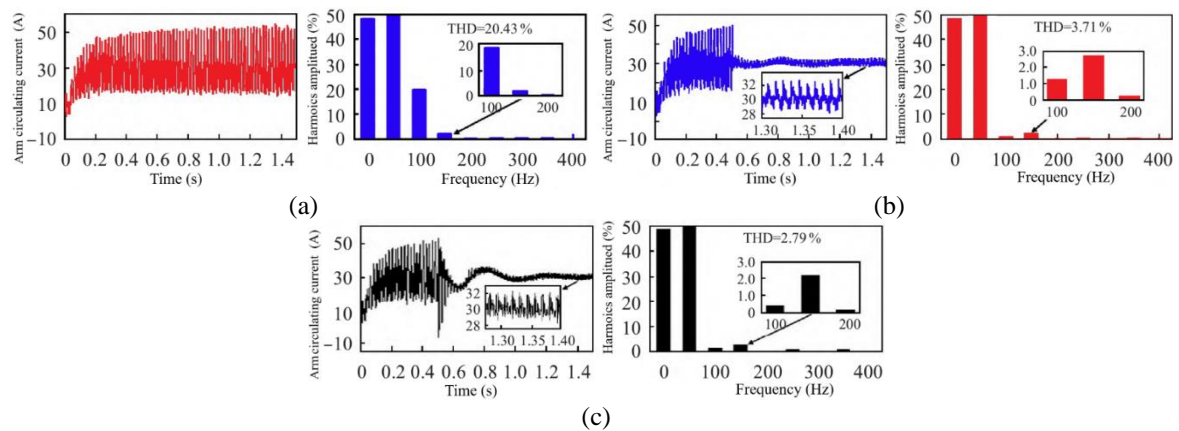 Arm circulating current (A)
50
30
10
−10
0 0.2 0.4 0.6 0.8 1.0 1.2 1.4
Time (s)
Harmoics amplitued (%)
50
40
30
20
10
0
THD=20.43 %
20
10
0
100 200
0 100 200 300 400
Frequency (Hz)
(a)
Arm circulating current (A)
50
30
10
−10
34
32
30
28
1.30 1.35 1.40
0 0.2 0.4 0.6 0.8 1.0 1.2 1.4
Time (s)
Harmoics amplitued (%)
50
40
30
20
10
0
THD=3.71 %
3.0
2.0
1.0
0
100 200
0 100 200 300 400
Frequency (Hz)
(b)
Arm circulating current (A)
50
30
10
−10
32
30
28
1.30 1.35 1.40
0 0.2 0.4 0.6 0.8 1.0 1.2 1.4
Time (s)
Harmoics amplitued (%)
50
40
30
20
10
0
THD=2.79 %
3.0
2.0
1.0
0
100 200
0 100 200 300 400
Frequency (Hz)
(c)